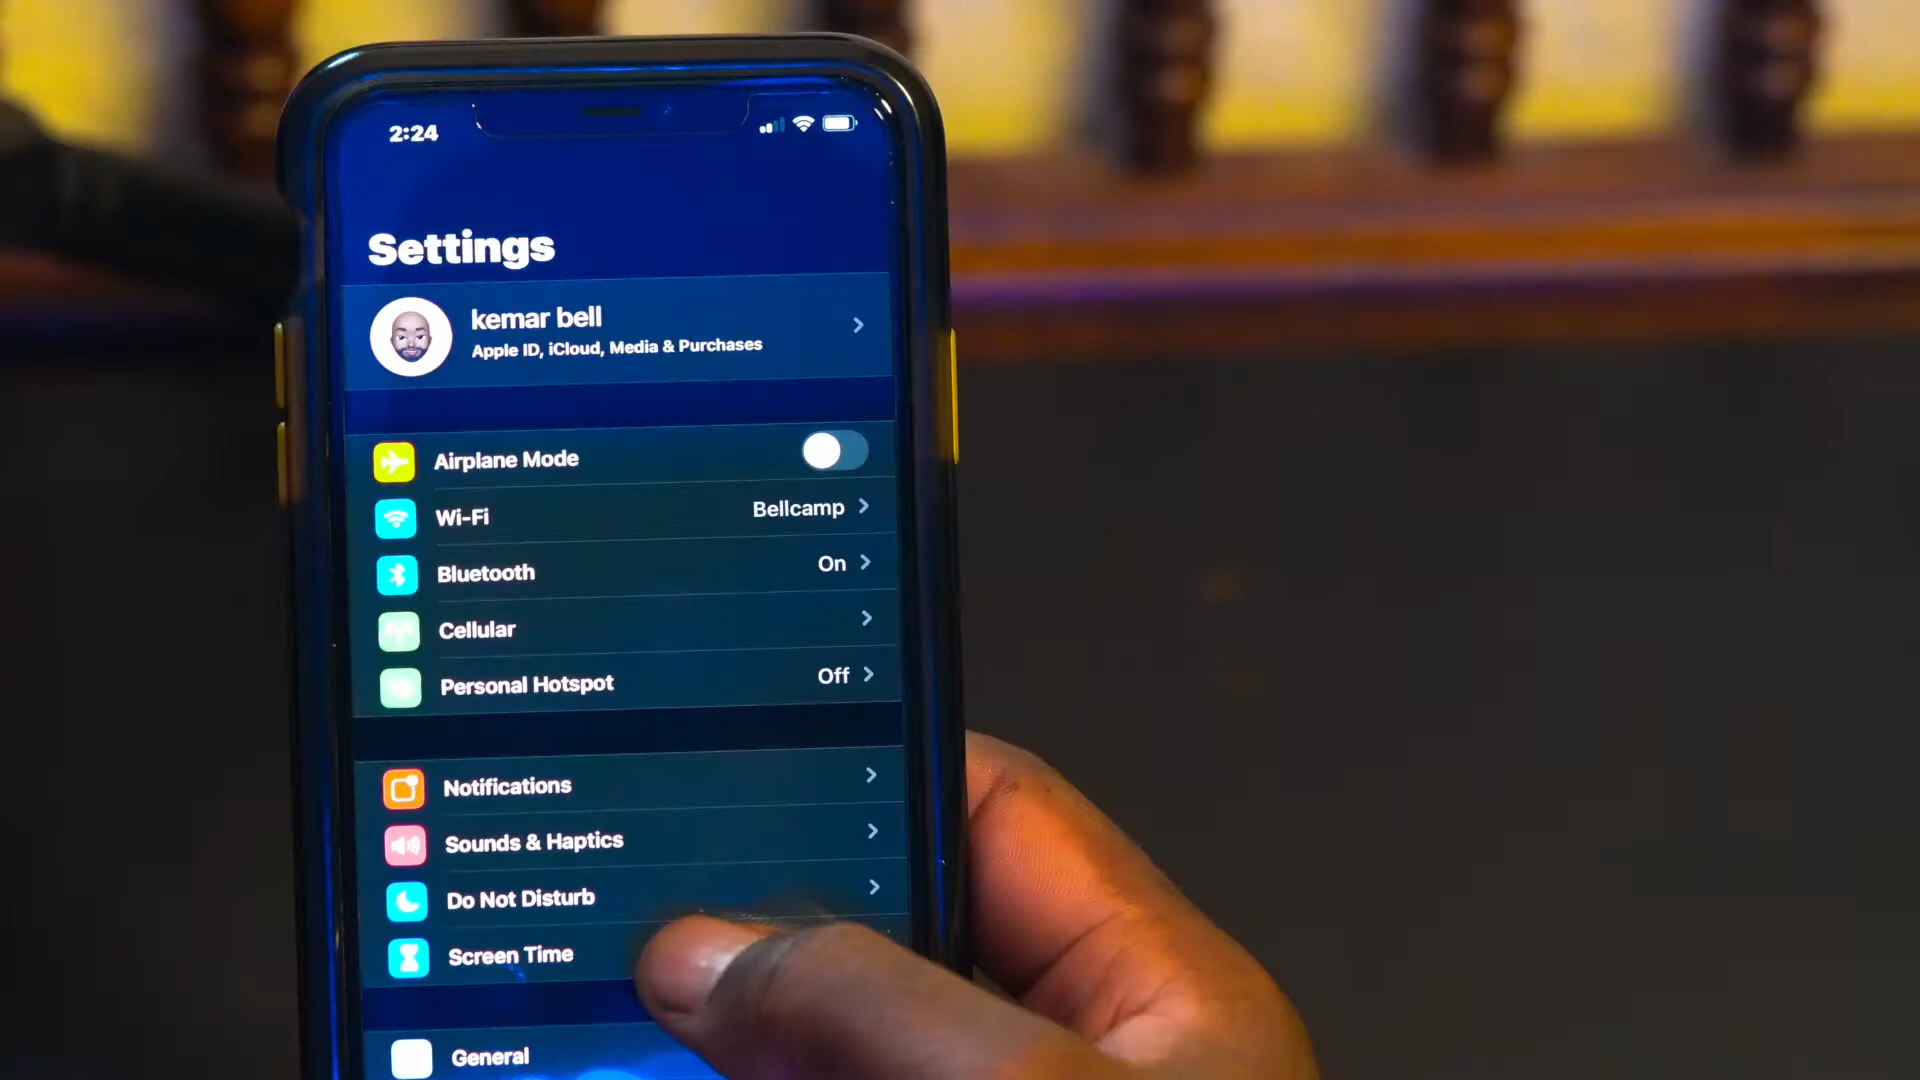 2:24
Settings
kemar bell
Apple ID, iCloud, Media & Purchases
Airplane Mode
Wi-Fi Bellcamp
Bluetooth On
Cellular
Personal Hotspot Off
Notifications
Sounds & Haptics
Do Not Disturb
Screen Time
General